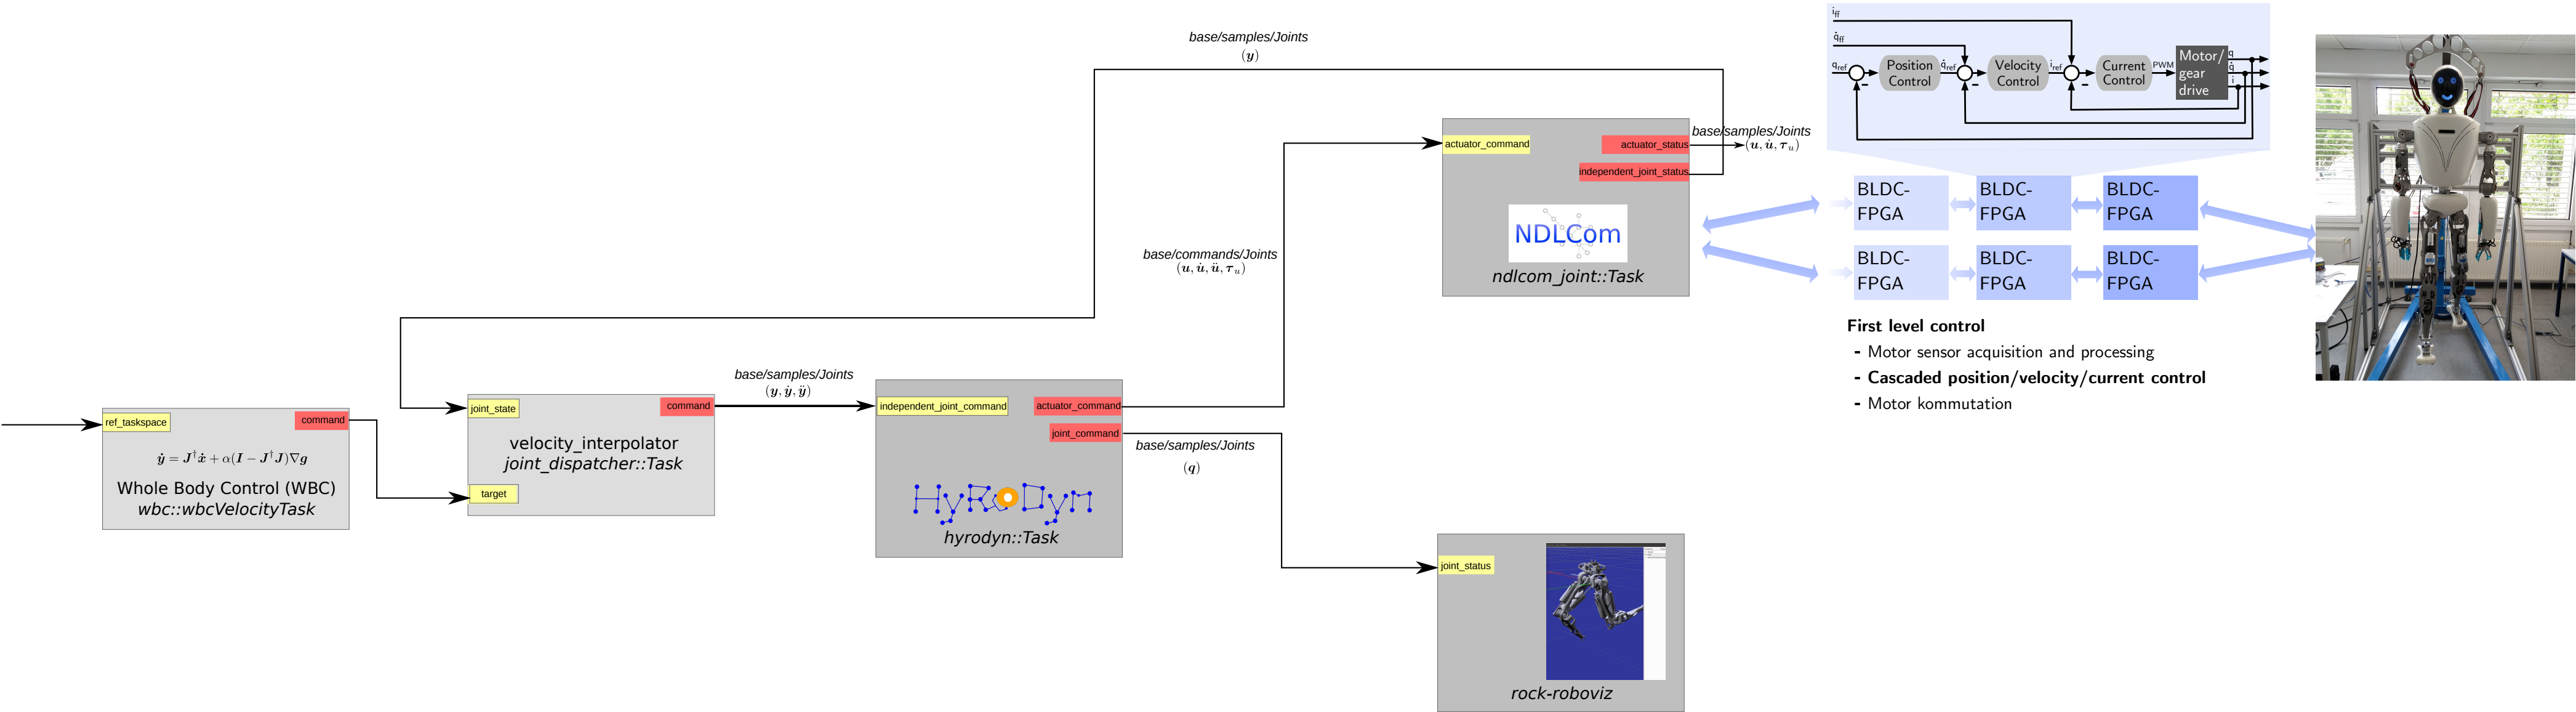 ref_taskspace
command
ẏ = J†ẋ + α(I − J†J)∇g
Whole Body Control (WBC)
wbc::wbcVelocityTask
joint_state
command
velocity_interpolator
joint_dispatcher::Task
target
base/samples/Joints
(y, ẏ, ÿ)
independent_joint_command
actuator_command
joint_command
HyRoDyn
hyrodyn::Task
base/samples/Joints
(q)
base/commands/Joints
(u, u̇, ü, τu)
base/samples/Joints
(y)
actuator_command
actuator_status
independent_joint_status
NDLCom
ndlcom_joint::Task
base/samples/Joints
(u, u̇, τu)
joint_status
rock-roboviz
iff
q̇ff
qref
Position
Control
q̇ref
Velocity
Control
iref
Current
Control
PWM
Motor/
gear
drive
q
q̇
i
-
-
-
BLDC-
FPGA
BLDC-
FPGA
BLDC-
FPGA
BLDC-
FPGA
BLDC-
FPGA
BLDC-
FPGA
First level control
- Motor sensor acquisition and processing
- Cascaded position/velocity/current control
- Motor kommutation